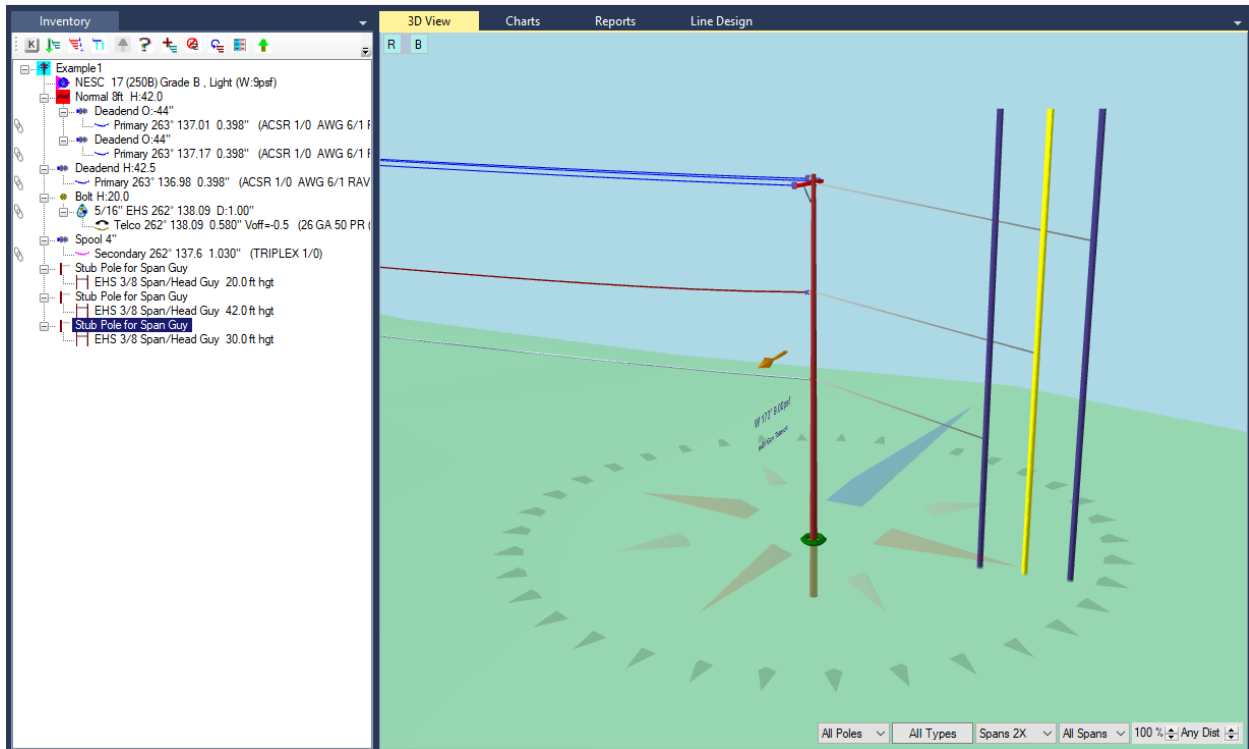 Inventory
3D View Charts Reports Line Design
R B
Example1
NESC 17 (250B) Grade B , Light (W:9psf)
Normal 8ft H:42.0
Deadend O:-44"
Primary 263° 137.01 0.398" (ACSR 1/0 AWG 6/1 F
Deadend O:44"
Primary 263° 137.17 0.398" (ACSR 1/0 AWG 6/1 F
Deadend H:42.5
Primary 263° 136.98 0.398" (ACSR 1/0 AWG 6/1 RAV
Bolt H:20.0
5/16" EHS 262° 138.09 D:1.00"
Telco 262° 138.09 0.580" Voff=-0.5 (26 GA 50 PR (
Spool 4"
Secondary 262° 137.6 1.030" (TRIPLEX 1/0)
Stub Pole for Span Guy
EHS 3/8 Span/Head Guy 20.0 ft hgt
Stub Pole for Span Guy
EHS 3/8 Span/Head Guy 42.0 ft hgt
Stub Pole for Span Guy
EHS 3/8 Span/Head Guy 30.0 ft hgt
W 173° 9.00psf
All Poles All Types Spans 2X All Spans 100 % Any Dist